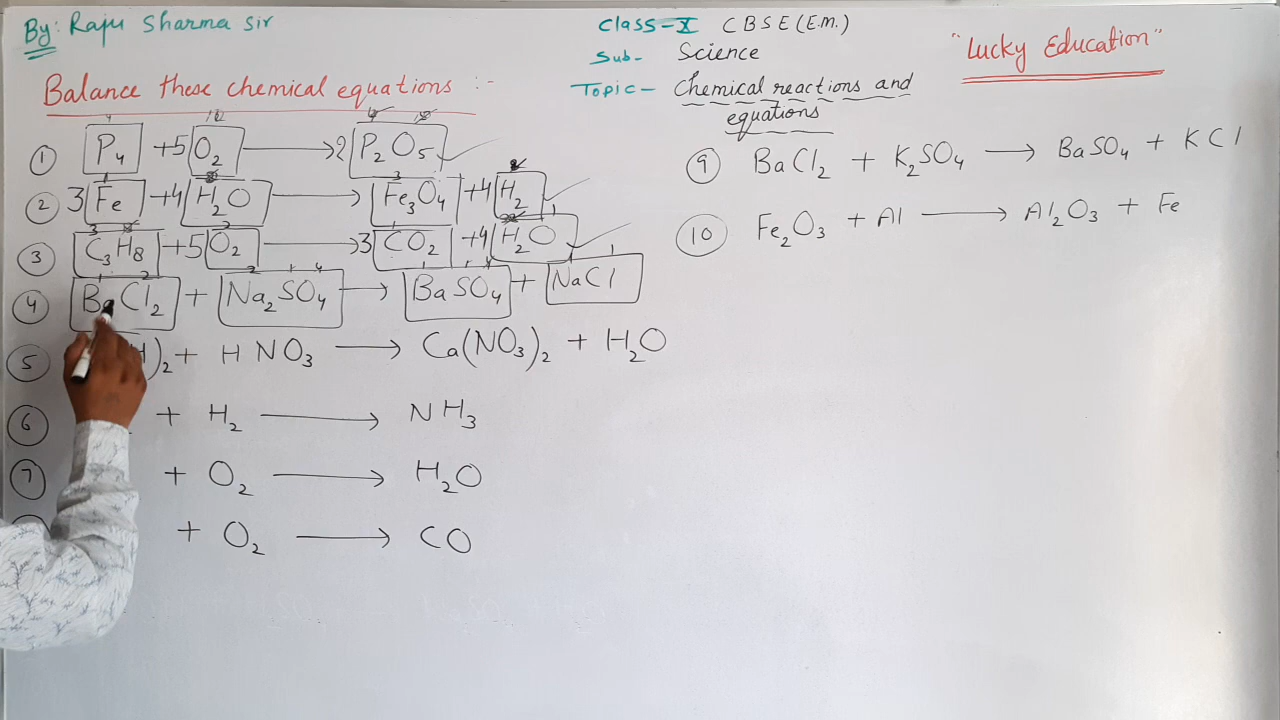 By: Raju Sharma Sir
Class-X CBSE (E.M.)
Sub- Science
Topic- Chemical reactions and
equations
"Lucky Education"
Balance these chemical equations :-
① P₄ + 5O₂ ⟶ 2P₂O₅ ✓
② 3Fe + 4H₂O ⟶ Fe₃O₄ + 4H₂ ✓
③ C₃H₈ + 5O₂ ⟶ 3CO₂ + 4H₂O ✓
④ BaCl₂ + Na₂SO₄ ⟶ BaSO₄ + NaCl
⑤ H)₂ + HNO₃ ⟶ Ca(NO₃)₂ + H₂O
⑥ + H₂ ⟶ NH₃
⑦ + O₂ ⟶ H₂O
+ O₂ ⟶ CO
⑨ BaCl₂ + K₂SO₄ ⟶ BaSO₄ + KCl
⑩ Fe₂O₃ + Al ⟶ Al₂O₃ + Fe